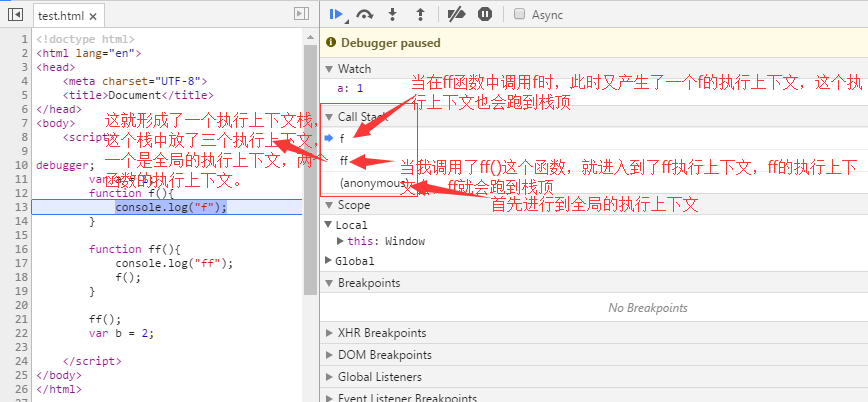 test.html ×
Async
Debugger paused
Watch
a: 1
Call Stack
f
ff
(anonymous
Scope
Local
this: Window
Global
Breakpoints
No Breakpoints
XHR Breakpoints
DOM Breakpoints
Global Listeners
Event Listener Breakpoints
1 <!doctype html>
2 <html lang="en">
3 <head>
4 <meta charset="UTF-8">
5 <title>Document</title>
6 </head>
7 <body>
8 <script>
9
10 debugger;
11 var
12 function f(){
13 console.log("f");
14 }
15
16 function ff(){
17 console.log("ff");
18 f();
19 }
20
21 ff();
22 var b = 2;
23
24 </script>
25 </body>
26 </html>
27
这就形成了一个执行上下文栈，
这个栈中放了三个执行上下文，
一个是全局的执行上下文，两个
函数的执行上下文。
当在ff函数中调用f时，此时又产生了一个f的执行上下文，这个执
行上下文也会跑到栈顶
当我调用了ff()这个函数，就进入到了ff执行上下文，ff的执行上下
ff就会跑到栈顶
首先进行到全局的执行上下文